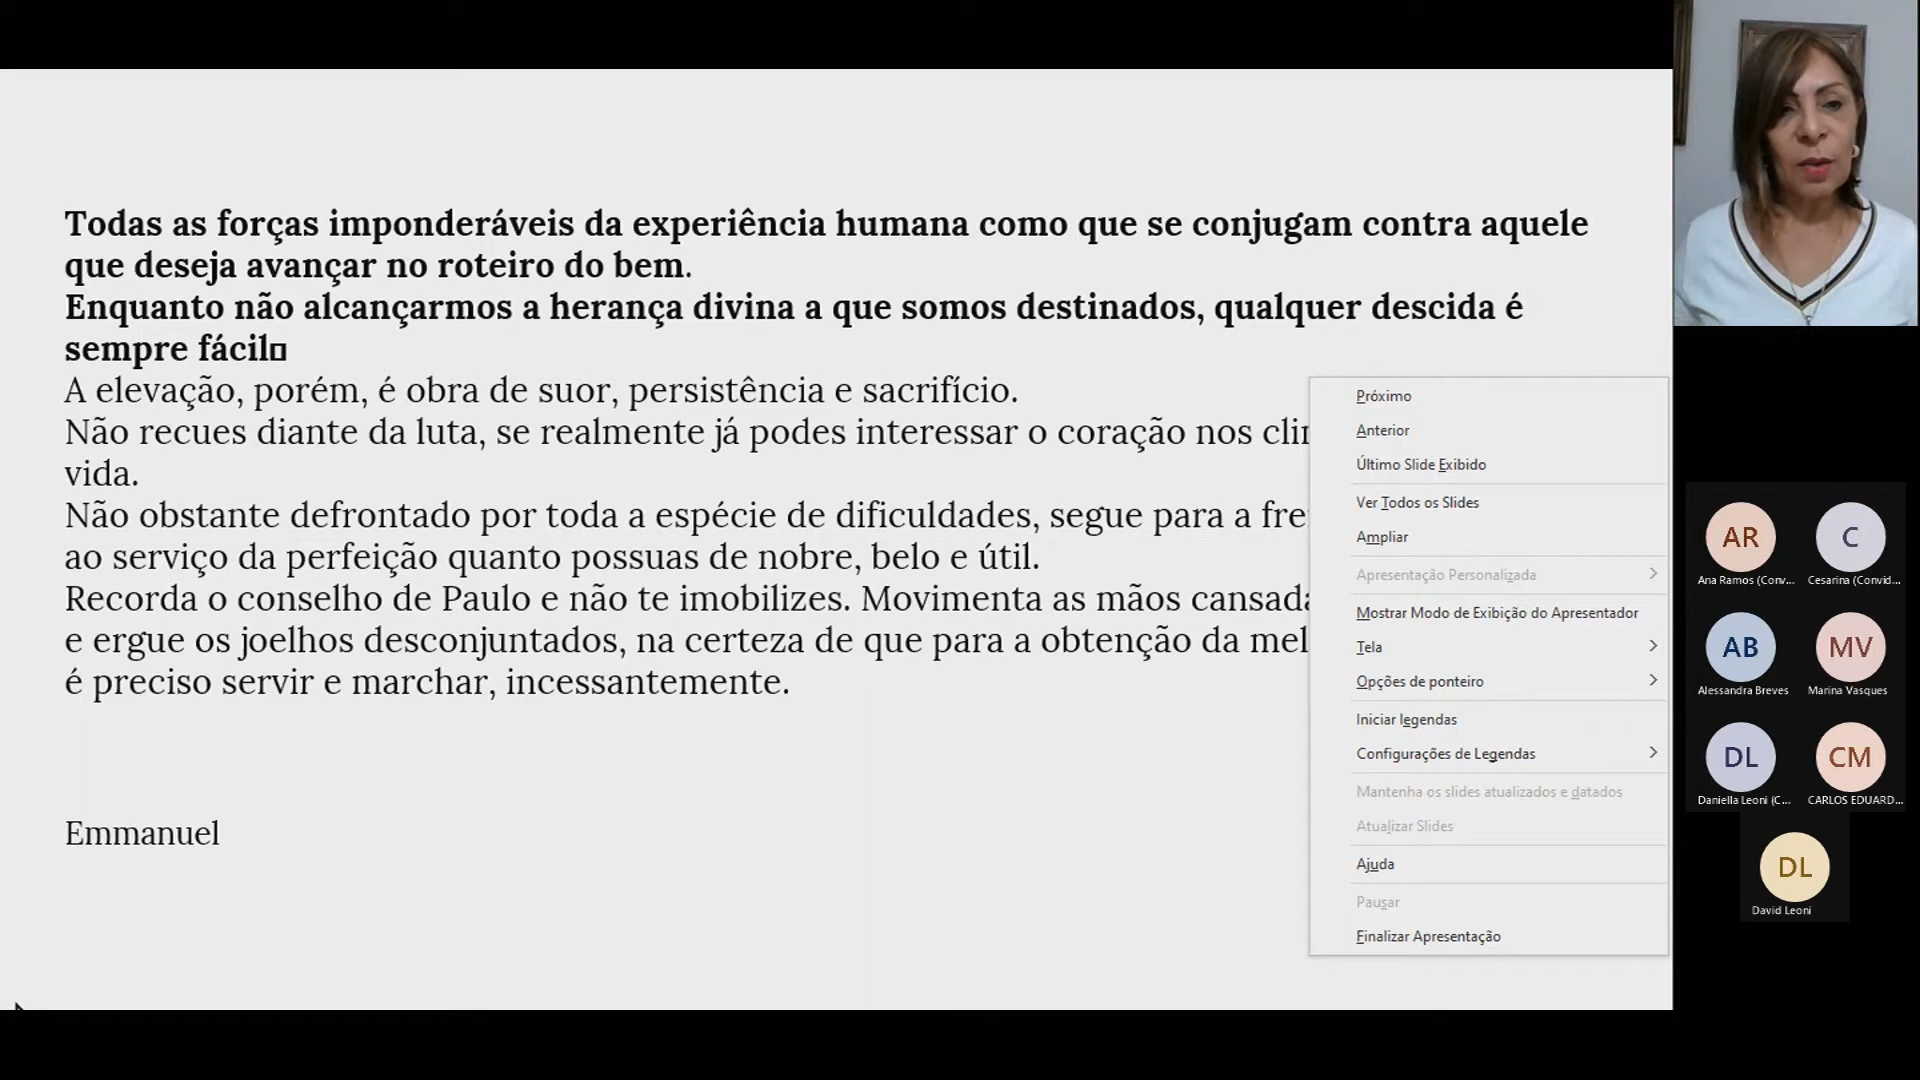 Todas as forças imponderáveis da experiência humana como que se conjugam contra aquele
que deseja avançar no roteiro do bem.
Enquanto não alcançarmos a herança divina a que somos destinados, qualquer descida é
sempre fácil
A elevação, porém, é obra de suor, persistência e sacrifício.
Não recues diante da luta, se realmente já podes interessar o coração nos
vida.
Não obstante defrontado por toda a espécie de dificuldades, segue para a
ao serviço da perfeição quanto possuas de nobre, belo e útil.
Recorda o conselho de Paulo e não te imobilizes. Movimenta as mãos
e ergue os joelhos desconjuntados, na certeza de que para a obtenção da
é preciso servir e marchar, incessantemente.
Emmanuel
Próximo
Anterior
Último Slide Exibido
Ver Todos os Slides
Ampliar
Apresentação Personalizada
Mostrar Modo de Exibição do Apresentador
Tela
Opções de ponteiro
Iniciar legendas
Configurações de Legendas
Mantenha os slides atualizados e datados
Atualizar Slides
Ajuda
Pausar
Finalizar Apresentação
AR
C
Ana Ramos (Conv...
Cesarina (Convid...
AB
MV
Alessandra Breves
Marina Vasques
DL
CM
Daniella Leoni (C...
CARLOS EDUARD...
DL
David Leoni